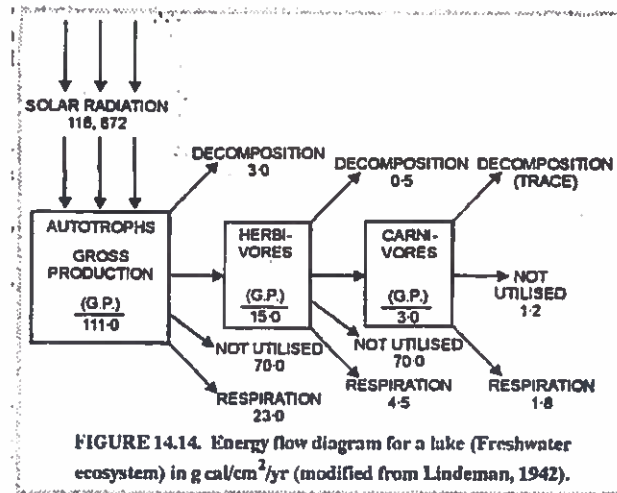 SOLAR RADIATION
118,872
DECOMPOSITION
3·0
DECOMPOSITION
0·5
DECOMPOSITION
(TRACE)
AUTOTROPHS
GROSS
PRODUCTION
(G.P.)
111·0
HERBI-
VORES
(G.P.)
15·0
CARNI-
VORES
(G.P.)
3·0
NOT
UTILISED
1·2
NOT UTILISED
70·0
NOT UTILISED
70·0
RESPIRATION
23·0
RESPIRATION
4·5
RESPIRATION
1·8
FIGURE 14.14. Energy flow diagram for a lake (Freshwater
ecosystem) in g cal/cm²/yr (modified from Lindeman, 1942).